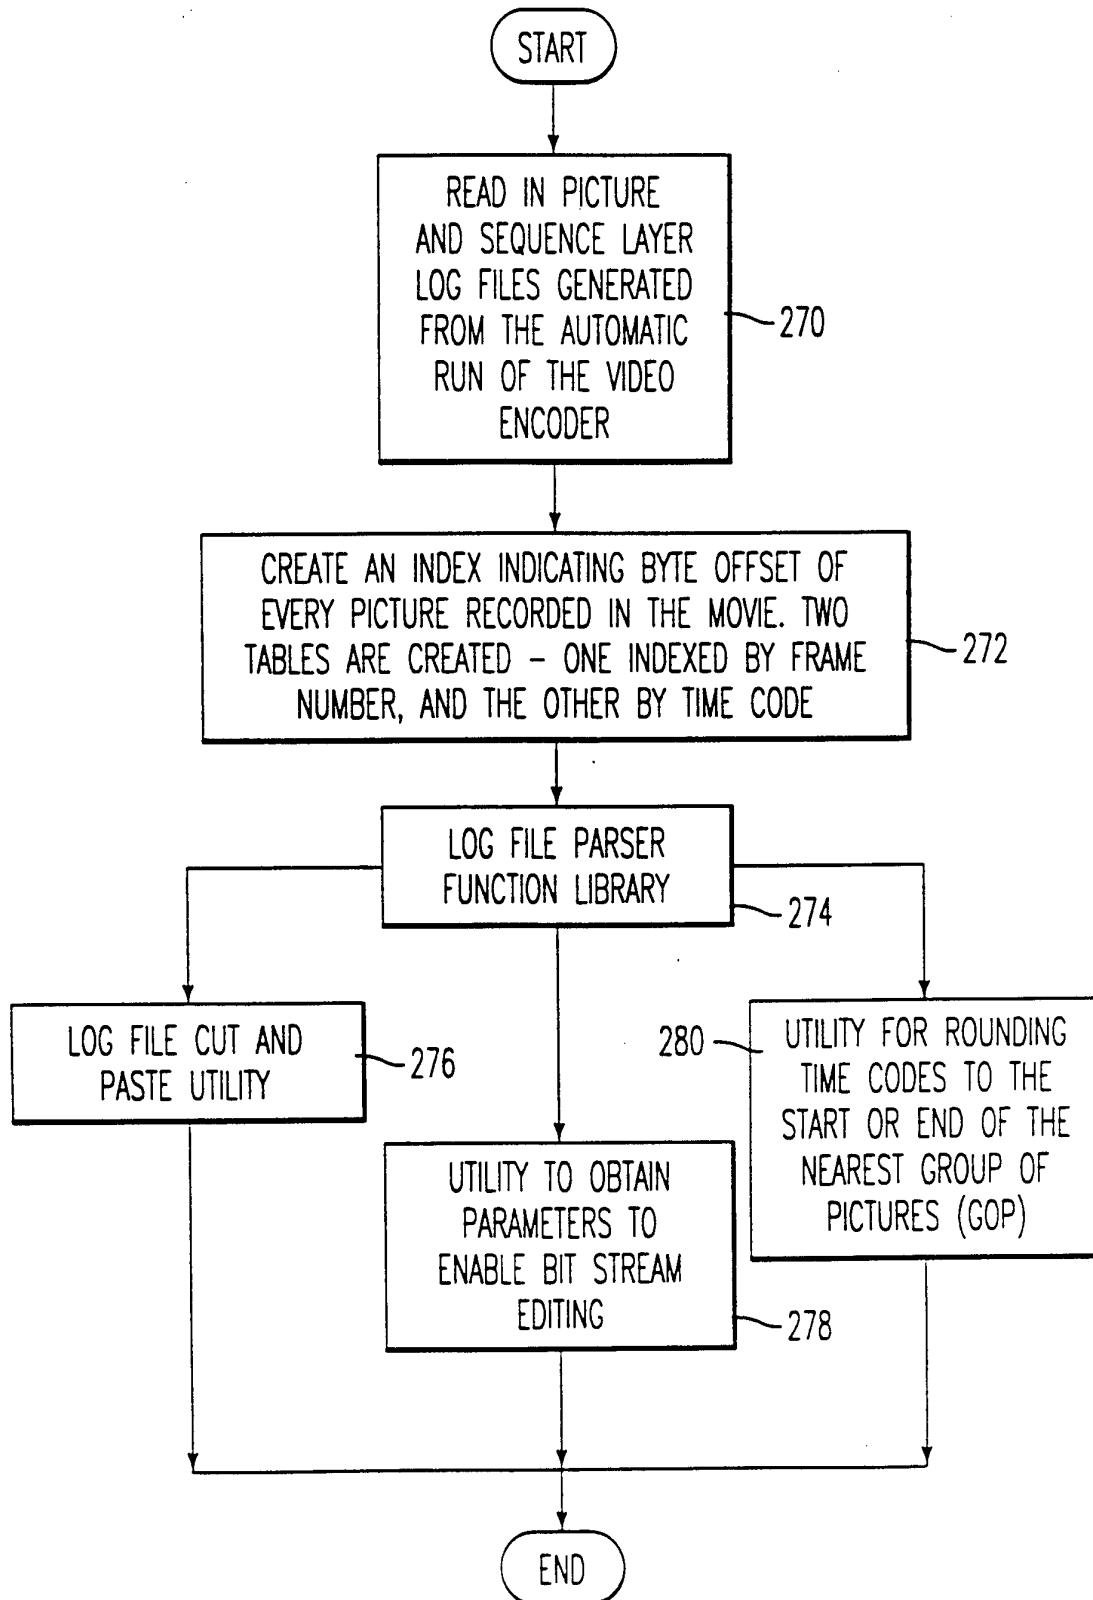 START
READ IN PICTURE
AND SEQUENCE LAYER
LOG FILES GENERATED
FROM THE AUTOMATIC
RUN OF THE VIDEO
ENCODER
270
CREATE AN INDEX INDICATING BYTE OFFSET OF
EVERY PICTURE RECORDED IN THE MOVIE. TWO
TABLES ARE CREATED – ONE INDEXED BY FRAME
NUMBER, AND THE OTHER BY TIME CODE
272
LOG FILE PARSER
FUNCTION LIBRARY
274
LOG FILE CUT AND
PASTE UTILITY
276
UTILITY TO OBTAIN
PARAMETERS TO
ENABLE BIT STREAM
EDITING
278
280
UTILITY FOR ROUNDING
TIME CODES TO THE
START OR END OF THE
NEAREST GROUP OF
PICTURES (GOP)
END